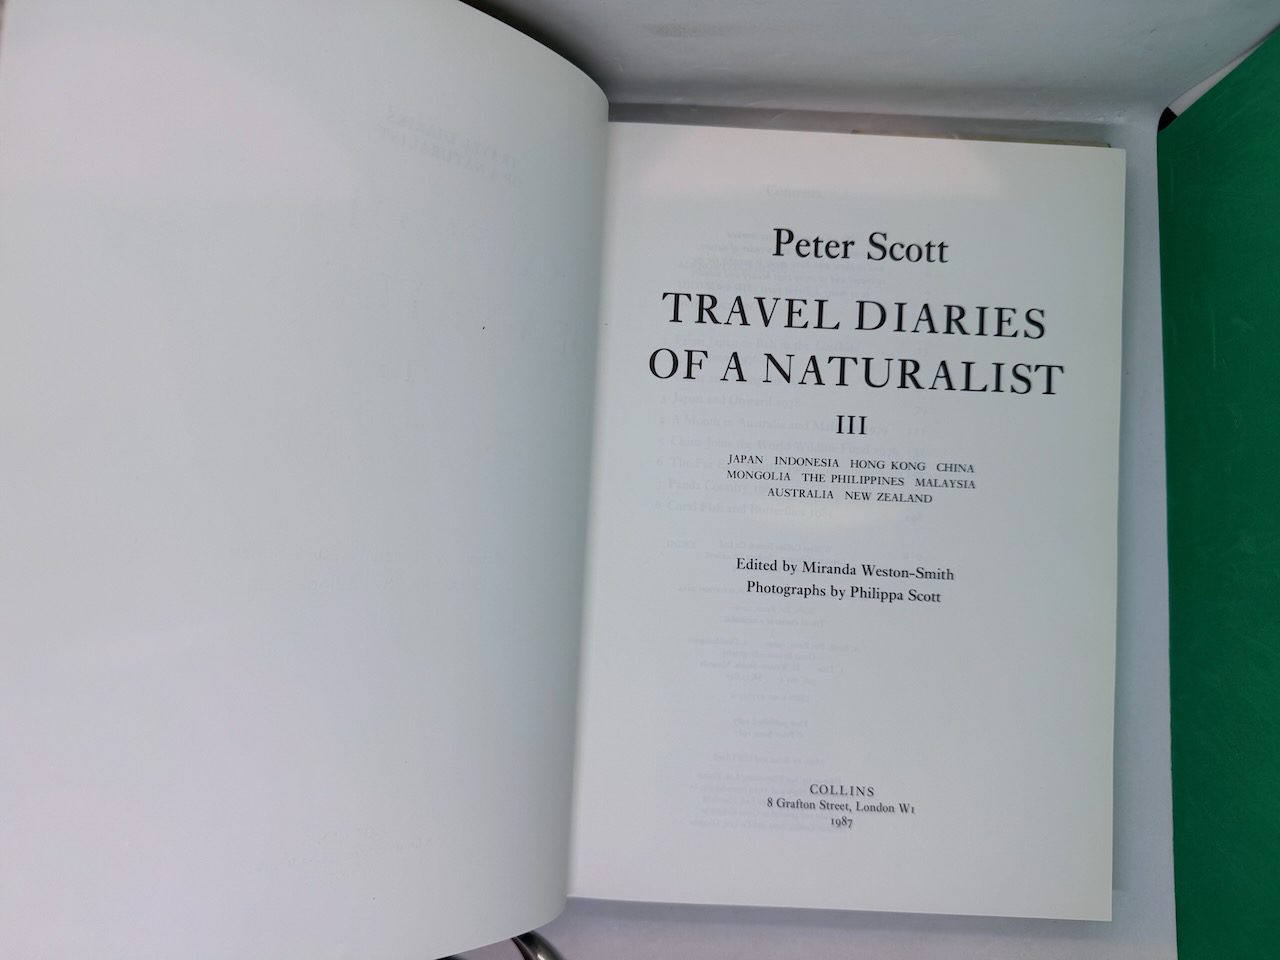 Peter Scott
TRAVEL DIARIES
OF A NATURALIST
III
JAPAN INDONESIA HONG KONG CHINA
MONGOLIA THE PHILIPPINES MALAYSIA
AUSTRALIA NEW ZEALAND
Edited by Miranda Weston-Smith
Photographs by Philippa Scott
COLLINS
8 Grafton Street, London W1
1987